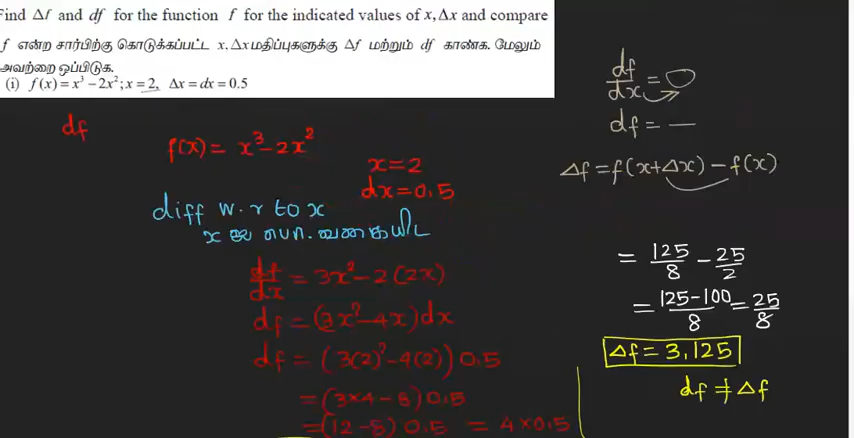 Find Δf and df for the function f for the indicated values of x, Δx and compare
f என்ற சார்பிற்கு கொடுக்கப்பட்ட x, Δx மதிப்புகளுக்கு Δf மற்றும் df காண்க. மேலும்
அவற்றை ஒப்பிடுக.
(i) f(x) = x³ − 2x²; x = 2, Δx = dx = 0.5
df
f(x) = x³ − 2x²
x = 2
dx = 0.5
diff w.r to x
x ஐ பொ. வகையிட
df/dx = 3x² − 2(2x)
df = (3x² − 4x) dx
df = (3(2)² − 4(2)) 0.5
= (3×4 − 8) 0.5
= (12 − 8) 0.5 = 4 × 0.5
df/dx =
df = —
Δf = f(x+Δx) − f(x)
= 125/8 − 25/2
= 125−100/8 = 25/8
Δf = 3.125
df ≠ Δf